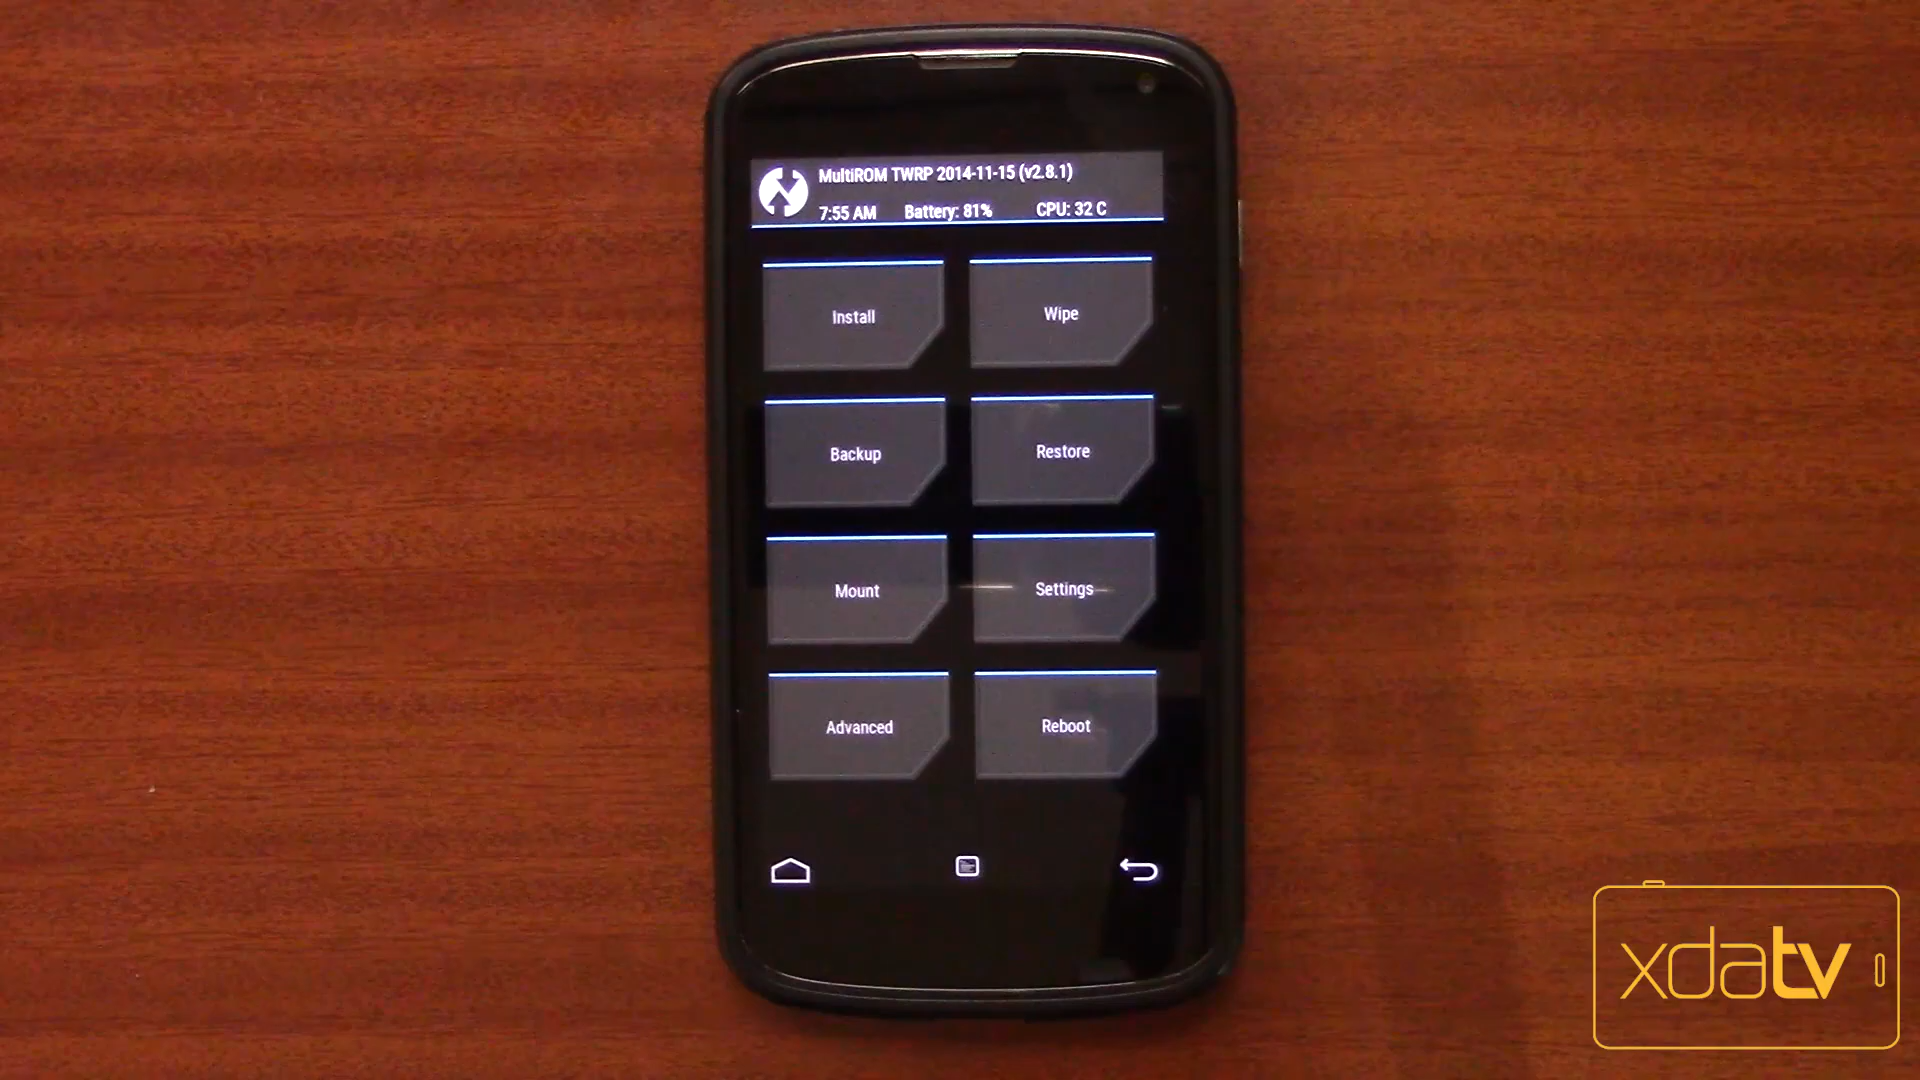 MultiROM TWRP 2014-11-15 (v2.8.1)
7:55 AM Battery: 81% CPU: 32 C
Install Wipe
Backup Restore
Mount Settings
Advanced Reboot
xdatv